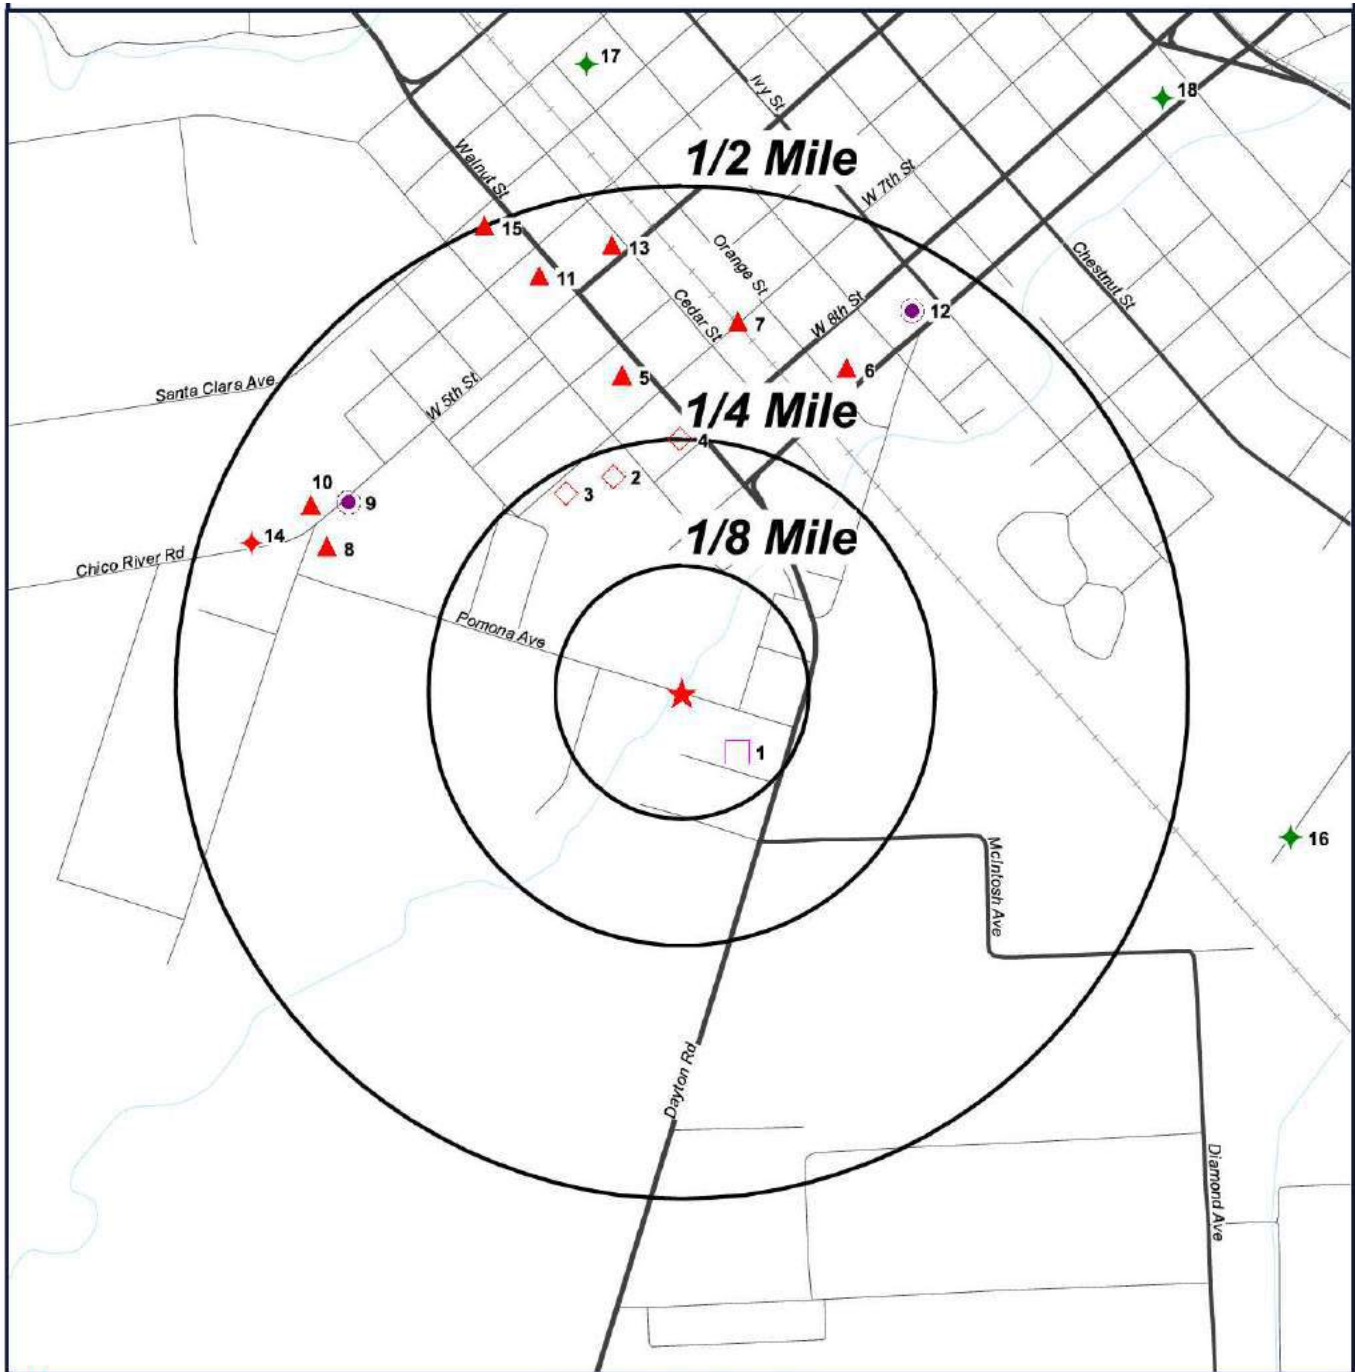 17
18
Ivy St
1/2 Mile
Walnut St
W 7th St
15
13
Orange St
11
Chestnut St
Cedar St
7
W 8th St
12
Santa Clara Ave
5
6
W 5th St
1/4 Mile
4
2
3
10
9
14
8
1/8 Mile
Chico River Rd
Pomona Ave
1
16
McIntosh Ave
Dayton Rd
Diamond Ave